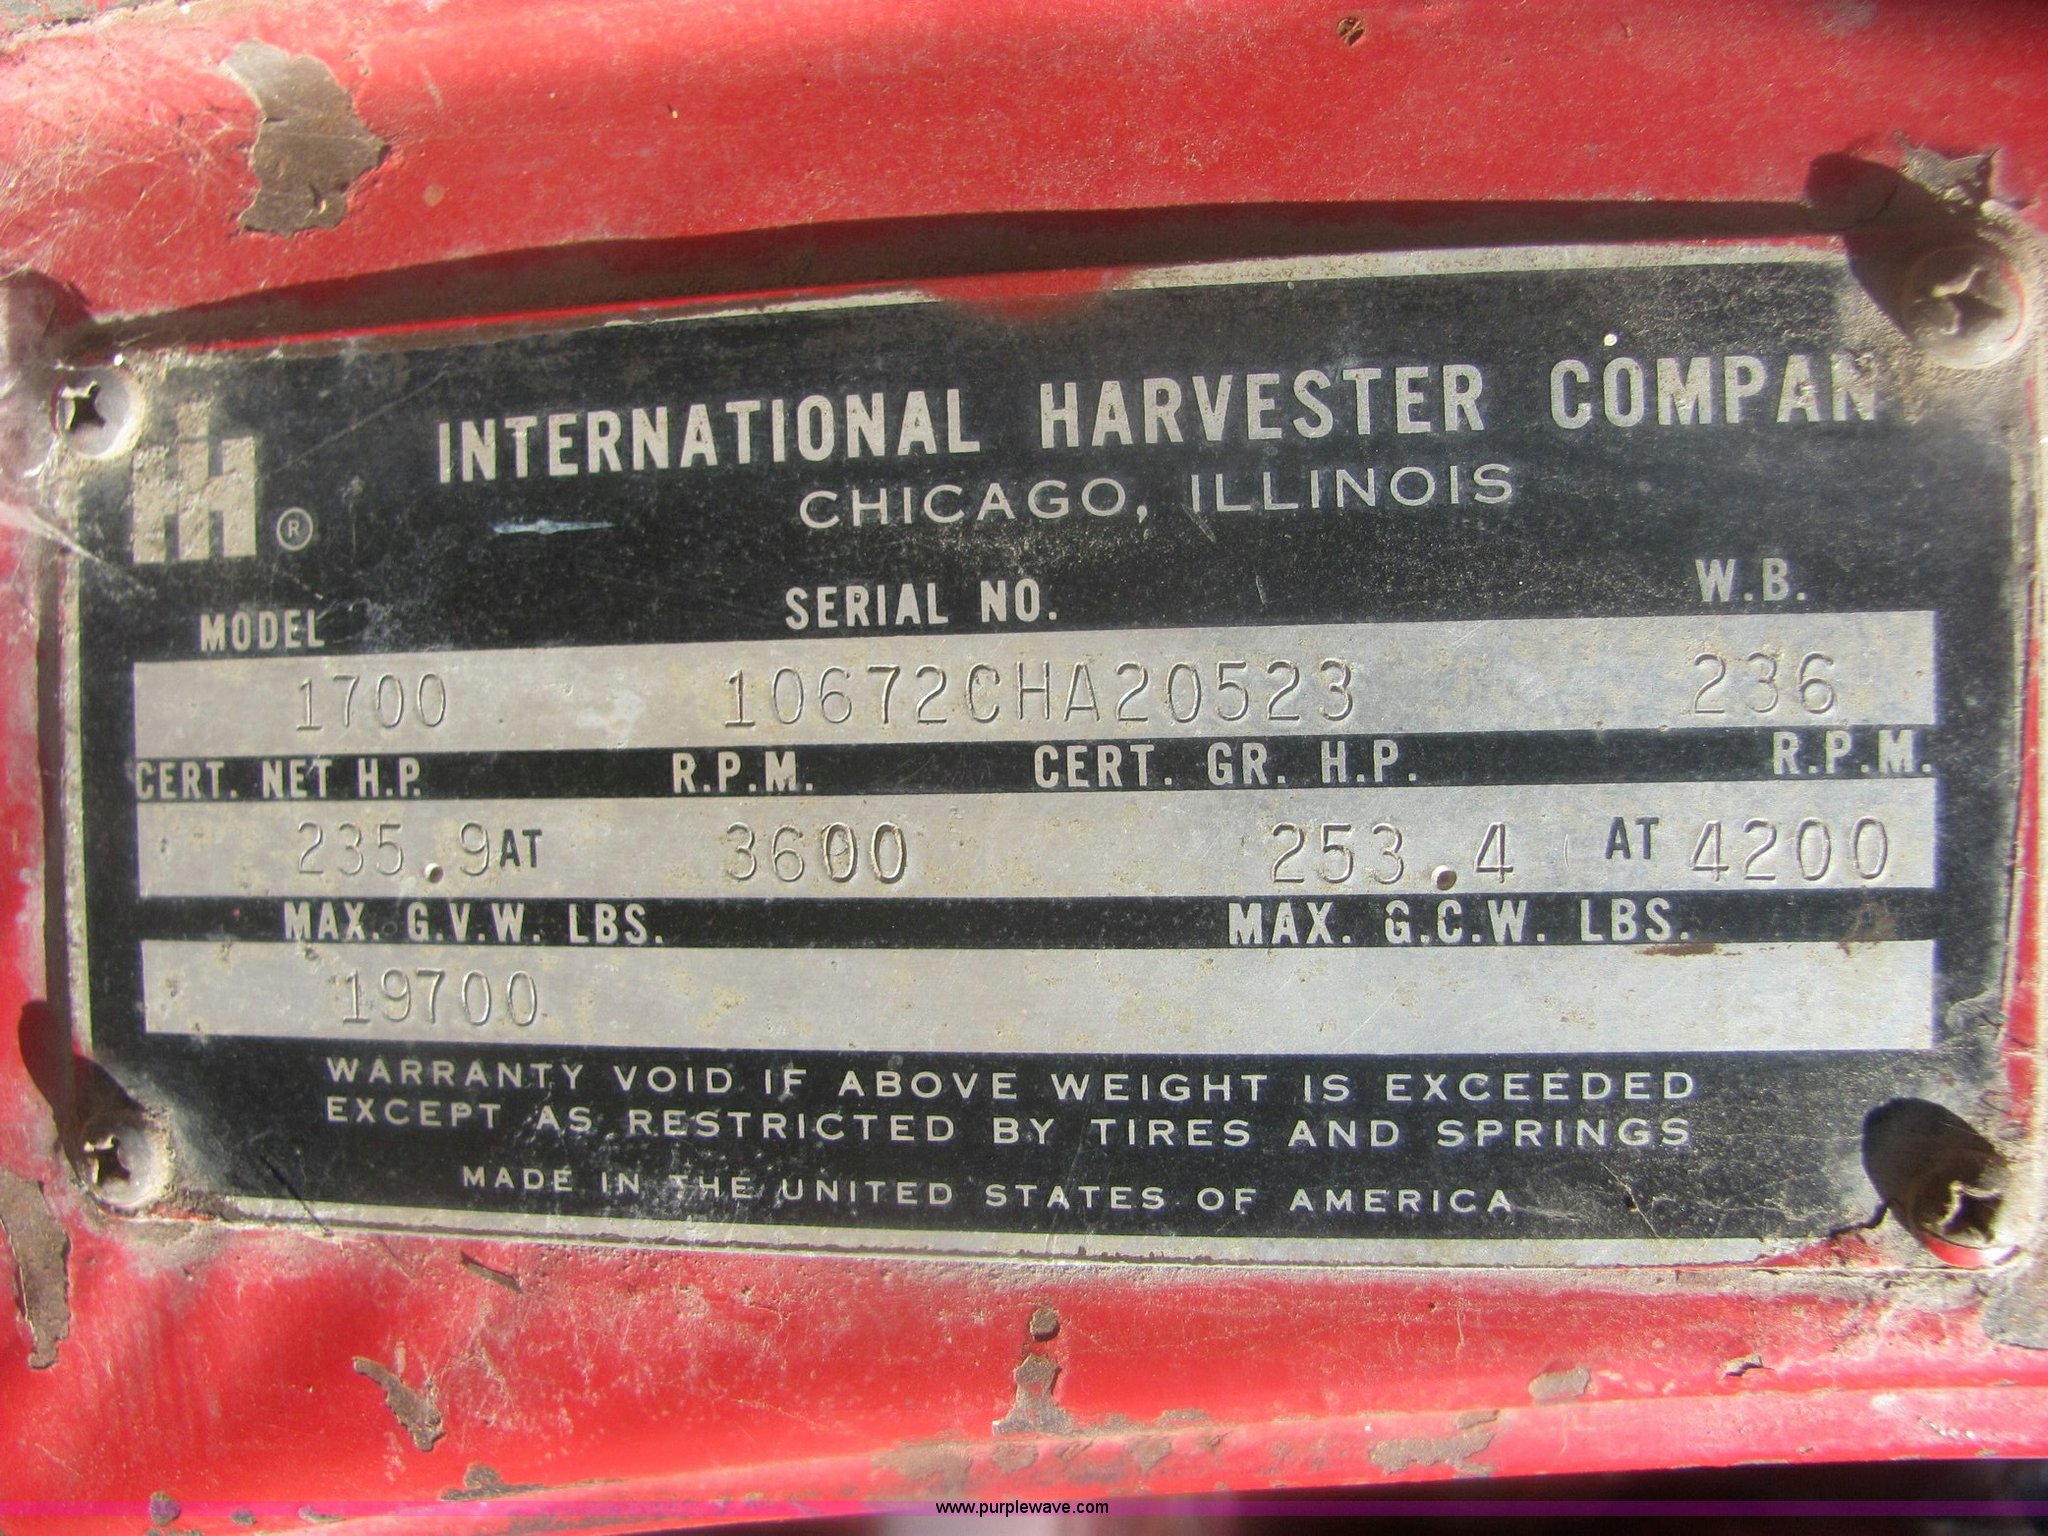 INTERNATIONAL HARVESTER COMPAN
IH ®
CHICAGO, ILLINOIS
MODEL SERIAL NO. W.B.
1700 10672CHA20523 236
CERT. NET H.P. R.P.M. CERT. GR. H.P. R.P.M.
235.9 AT 3600 253.4 AT 4200
MAX. G.V.W. LBS. MAX. G.C.W. LBS.
19700
WARRANTY VOID IF ABOVE WEIGHT IS EXCEEDED
EXCEPT AS RESTRICTED BY TIRES AND SPRINGS
MADE IN THE UNITED STATES OF AMERICA
www.purplewave.com